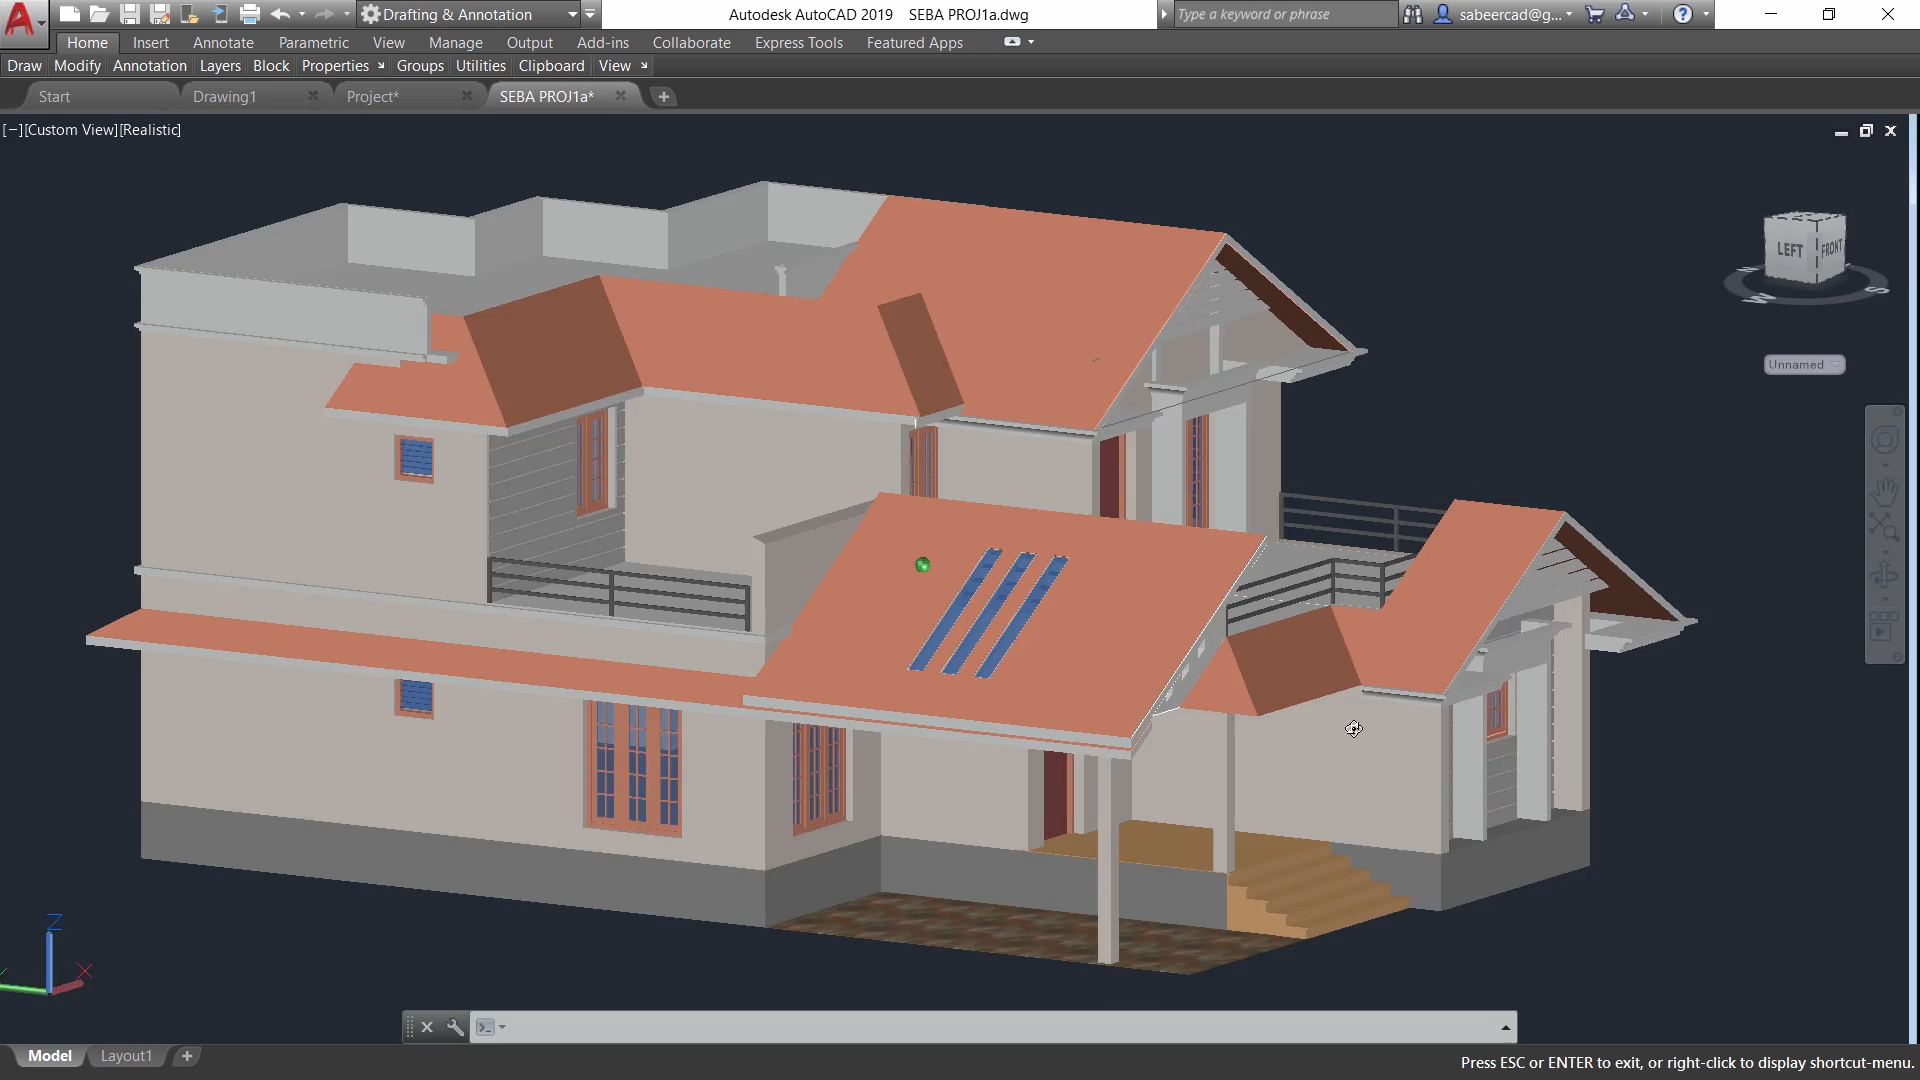 Drafting & Annotation
Autodesk AutoCAD 2019 SEBA PROJ1a.dwg
Type a keyword or phrase
sabeercad@g...
Home Insert Annotate Parametric View Manage Output Add-ins Collaborate Express Tools Featured Apps
Draw Modify Annotation Layers Block Properties Groups Utilities Clipboard View
Start Drawing1 Project* SEBA PROJ1a*
[−][Custom View][Realistic]
LEFT FRONT
W S
Unnamed
Z
X
Model Layout1
Press ESC or ENTER to exit, or right-click to display shortcut-menu.